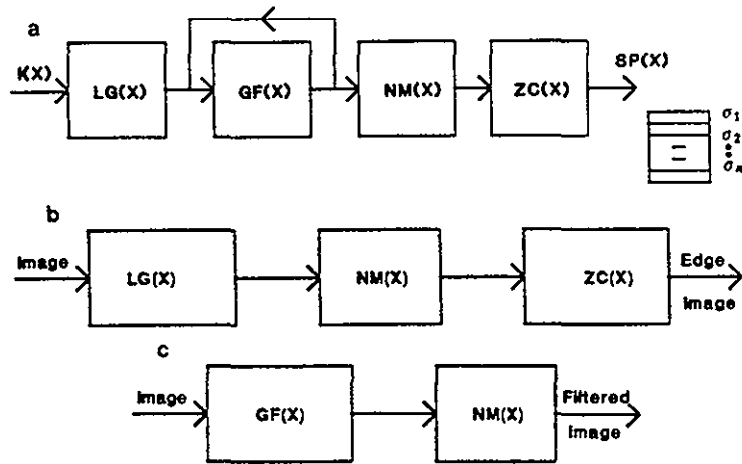 a
K(X)
LG(X)
GF(X)
NM(X)
ZC(X)
SP(X)
σ1
σ2
σn
b
Image
LG(X)
NM(X)
ZC(X)
Edge
Image
c
Image
GF(X)
NM(X)
Filtered
Image